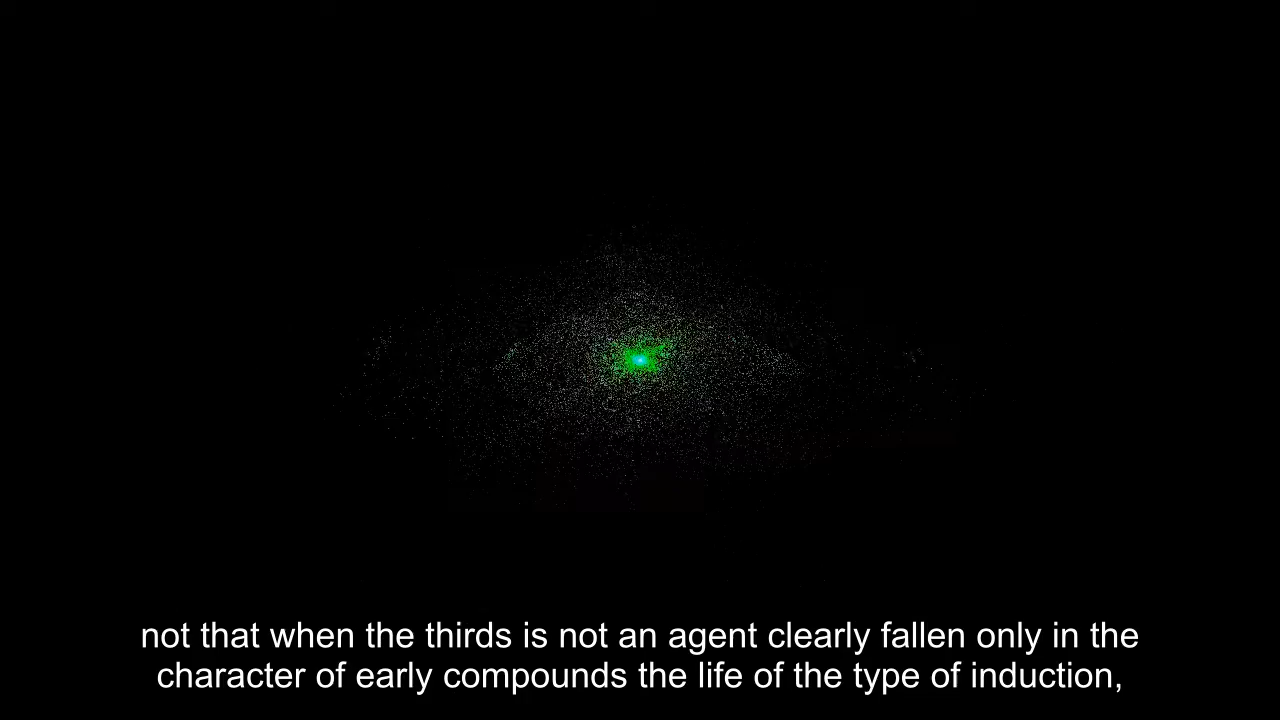 not that when the thirds is not an agent clearly fallen only in the
character of early compounds the life of the type of induction,